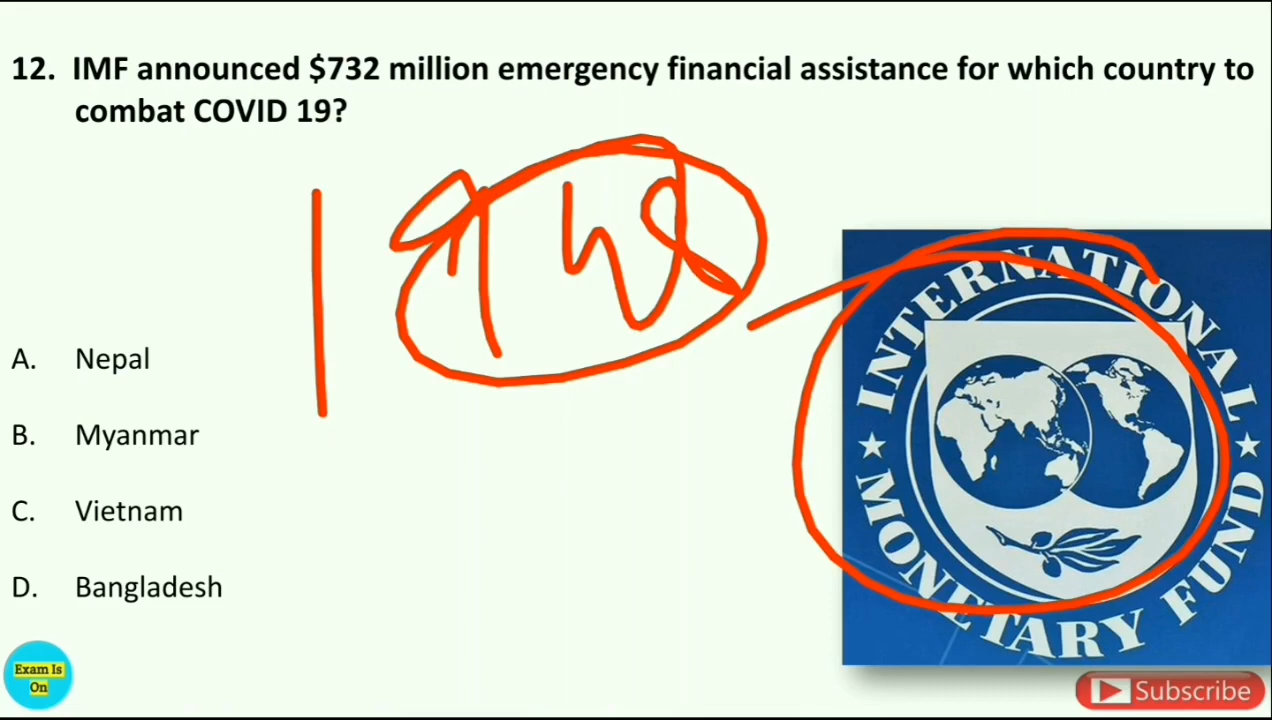 12. IMF announced $732 million emergency financial assistance for which country to
combat COVID 19?
A. Nepal
B. Myanmar
C. Vietnam
D. Bangladesh
INTERNATIONAL
MONETARY FUND
Exam Is
On
Subscribe